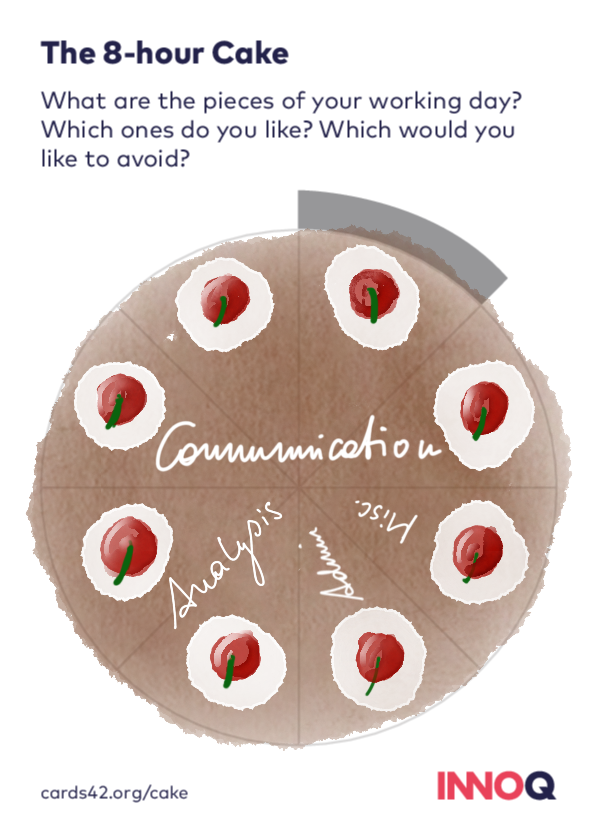 The 8-hour Cake
What are the pieces of your working day?
Which ones do you like? Which would you
like to avoid?
Communication
Analysis
Misc.
Admin
cards42.org/cake
INNOQ